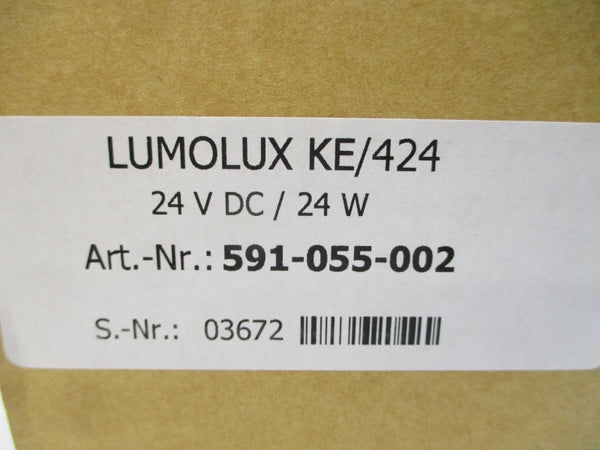 LUMOLUX KE/424
24 V DC / 24 W
Art.-Nr.: 591-055-002
S.-Nr.: 03672